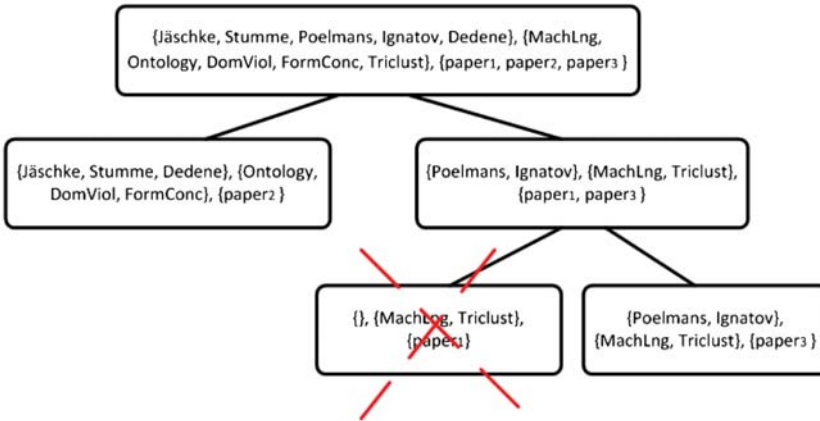 {Jäschke, Stumme, Poelmans, Ignatov, Dedene}, {MachLng,
Ontology, DomViol, FormConc, Triclust}, {paper1, paper2, paper3 }
{Jäschke, Stumme, Dedene}, {Ontology,
DomViol, FormConc}, {paper2 }
{Poelmans, Ignatov}, {MachLng, Triclust},
{paper1, paper3 }
{}, {MachLng, Triclust},
{paper1}
{Poelmans, Ignatov},
{MachLng, Triclust}, {paper3 }